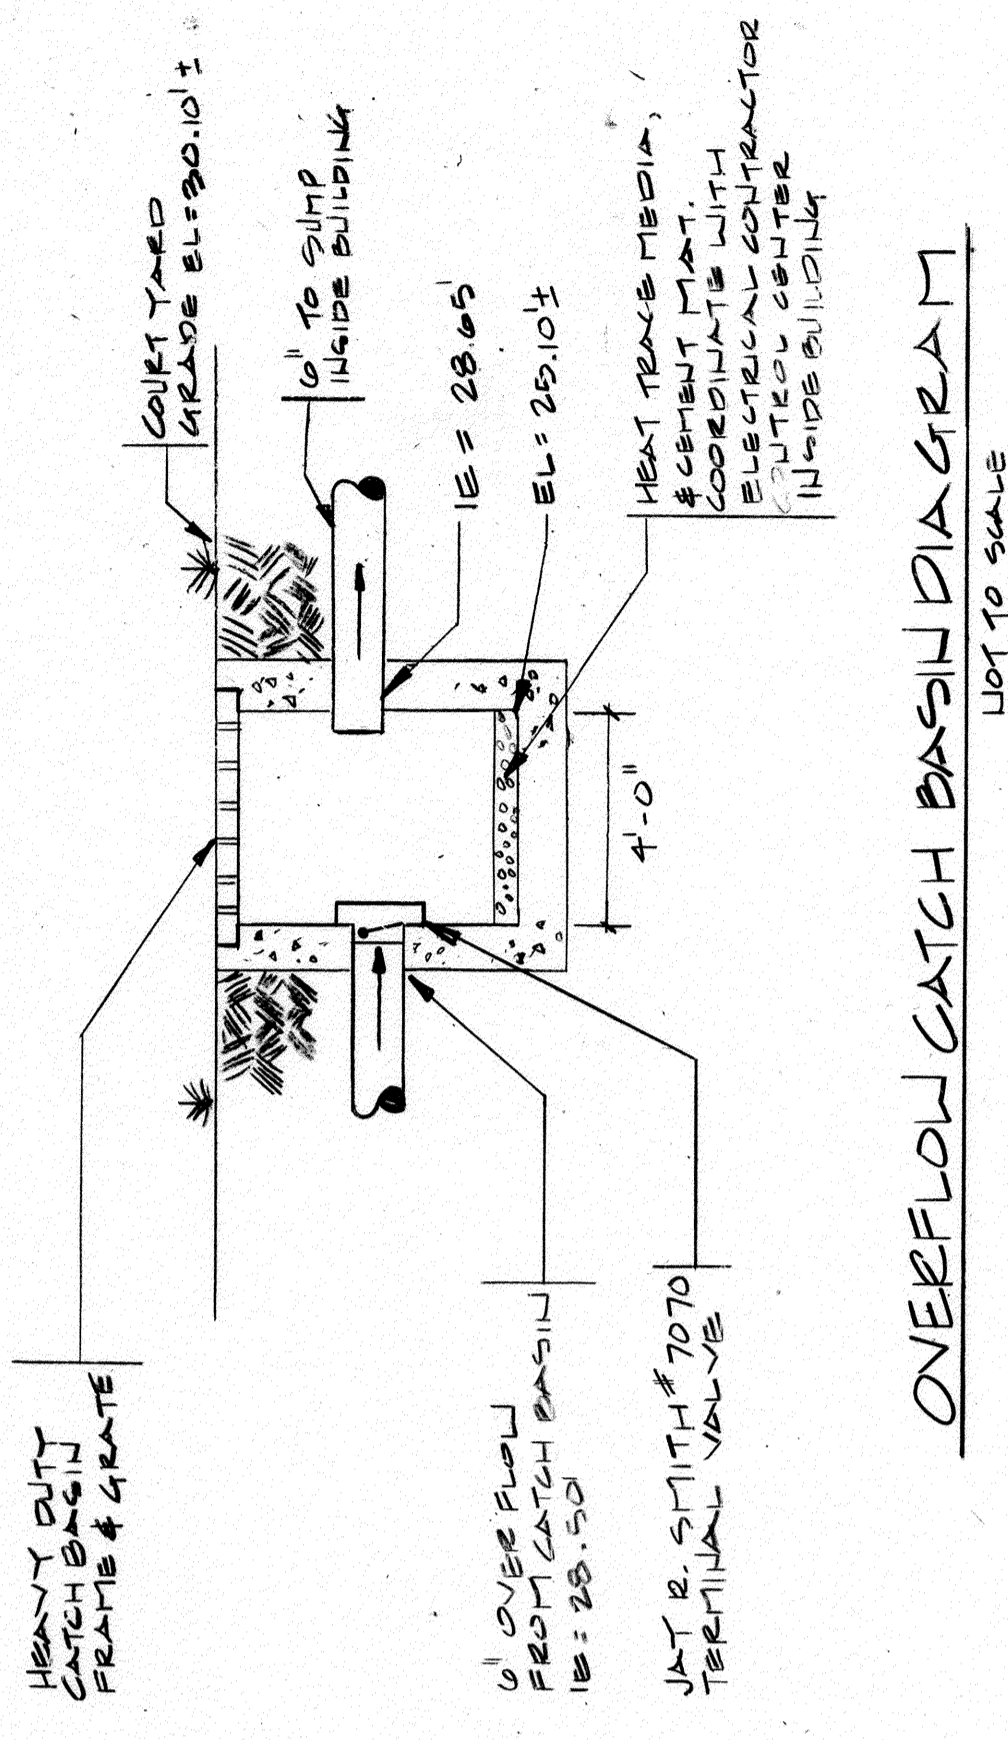 HEAVY DUTY
CATCH BASIN
FRAME & GRATE
COURT YARD
GRADE EL=30.10'±
6" TO SUMP
INSIDE BUILDING
IE = 28.65'
EL = 25.10'±
HEAT TRACE MEDIA,
& CEMENT MAT.
COORDINATE WITH
ELECTRICAL CONTRACTOR
CONTROL CENTER
INSIDE BUILDING
4'-0"
6" OVER FLOW
FROM CATCH BASIN
IE = 28.50'
JAY R. SMITH #7070
TERMINAL VALVE
OVERFLOW CATCH BASIN DIAGRAM
NOT TO SCALE